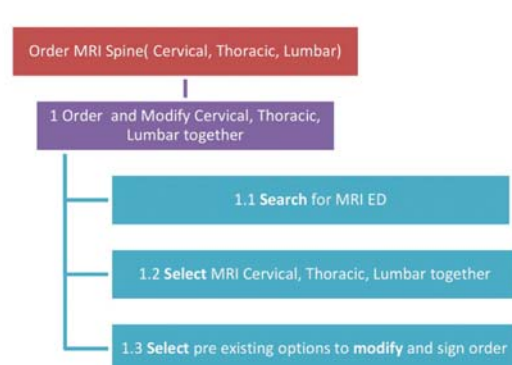 Order MRI Spine( Cervical, Thoracic, Lumbar)
1 Order  and Modify Cervical, Thoracic,
Lumbar together
1.1 Search for MRI ED
1.2 Select MRI Cervical, Thoracic, Lumbar together
1.3 Select pre existing options to modify and sign order